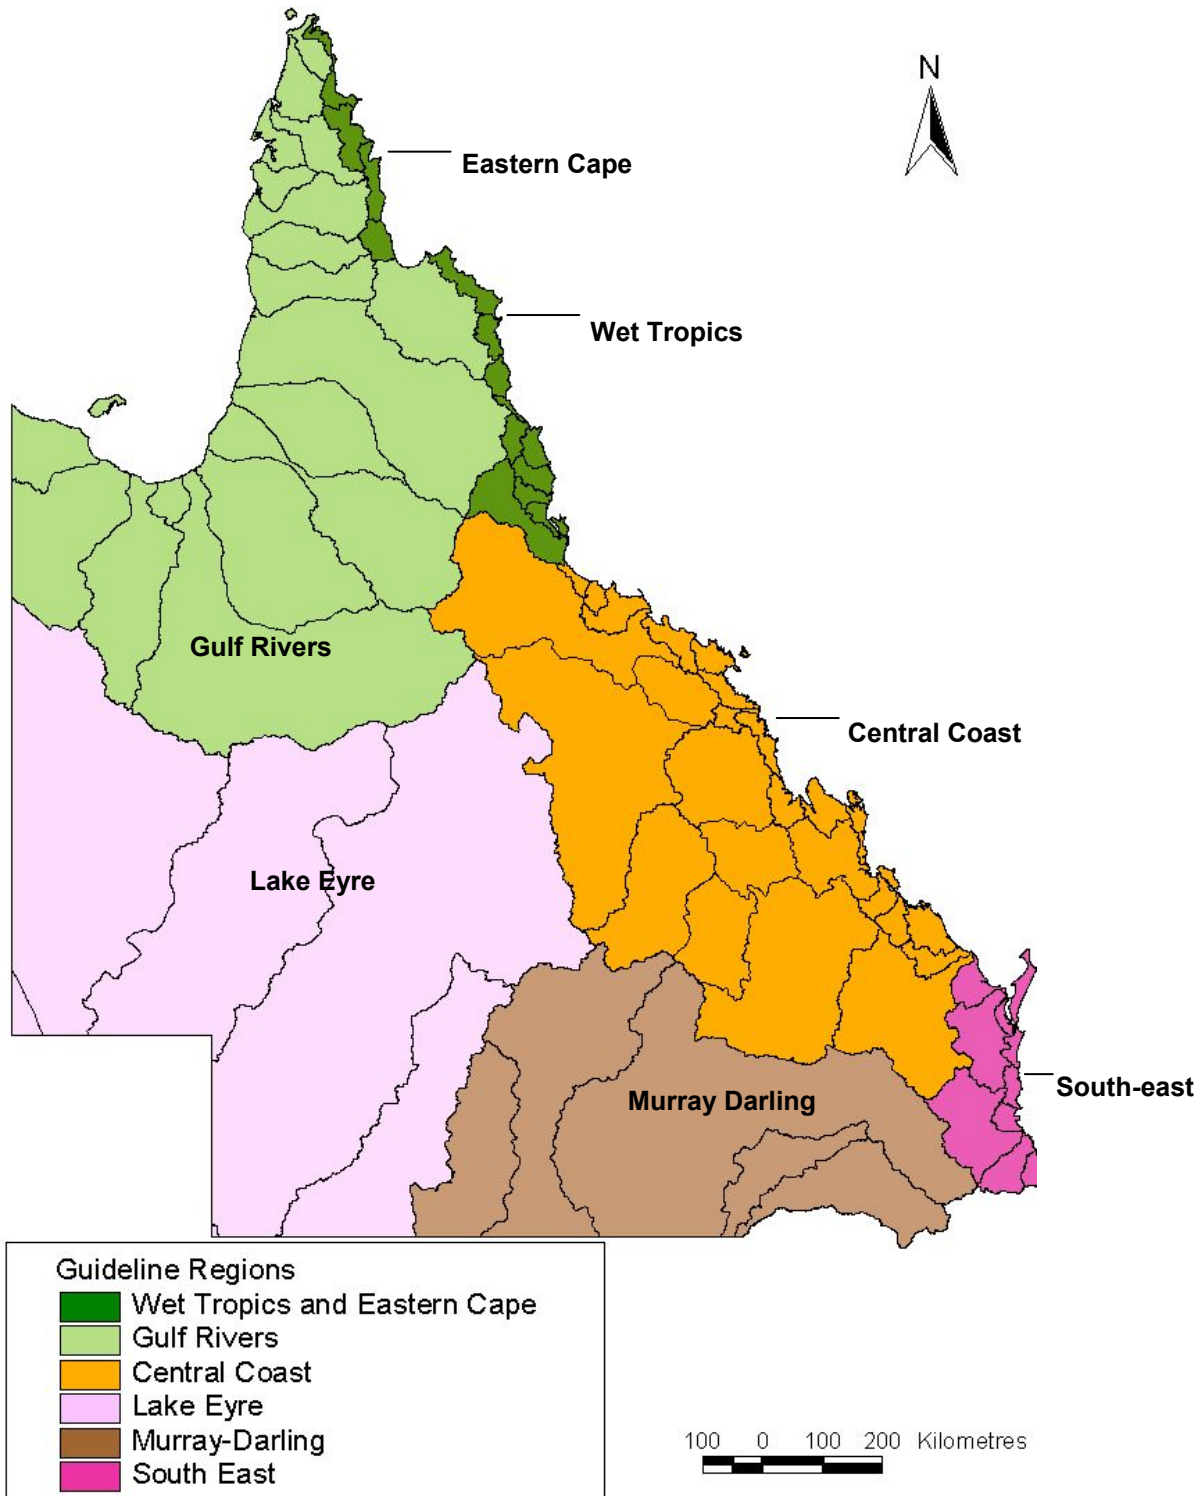 N
Eastern Cape
Wet Tropics
Gulf Rivers
Central Coast
Lake Eyre
South-east
Murray Darling
Guideline Regions
Wet Tropics and Eastern Cape
Gulf Rivers
Central Coast
Lake Eyre
Murray-Darling
South East
100 0 100 200 Kilometres